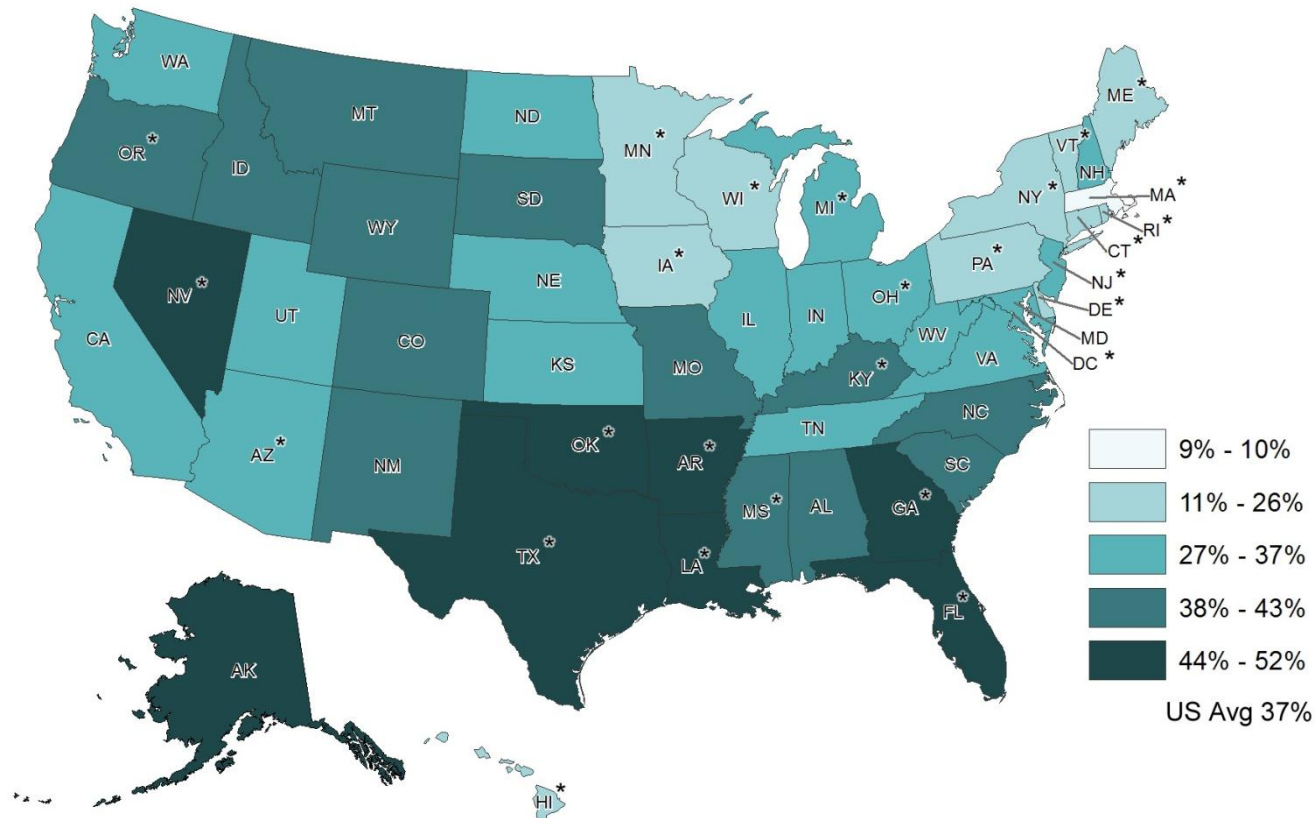 WA
MT
ND
MN*
ME*
VT*
NH
OR*
ID
SD
WI*
MI*
NY*
MA*
RI*
CT*
WY
IA*
PA*
NJ*
NE
OH*
DE*
NV*
UT
IL
IN
MD
CA
CO
WV
VA
DC*
KS
MO
KY*
NC
TN
AZ*
OK*
AR*
NM
SC
MS*
AL
GA*
TX*
LA*
FL*
AK
HI*
9% - 10%
11% - 26%
27% - 37%
38% - 43%
44% - 52%
US Avg 37%